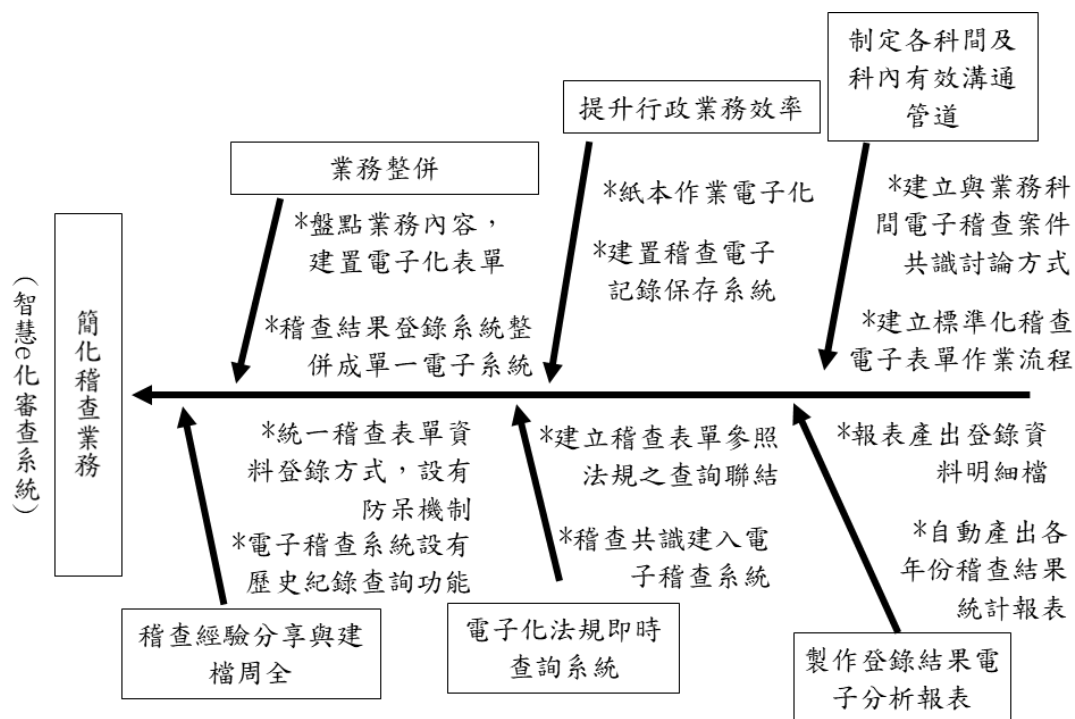 制定各科間及
科內有效溝通
管道
提升行政業務效率
業務整併
*盤點業務內容，
建置電子化表單
*稽查結果登錄系統整
併成單一電子系統
*紙本作業電子化
*建置稽查電子
記錄保存系統
*建立與業務科
間電子稽查案件
共識討論方式
*建立標準化稽查
電子表單作業流程
簡化稽查業務
(智慧e化審查系統)
*統一稽查表單資
料登錄方式，設有
防呆機制
*電子稽查系統設有
歷史紀錄查詢功能
*建立稽查表單參照
法規之查詢聯結
*稽查共識建入電
子稽查系統
*報表產出登錄資
料明細檔
*自動產出各
年份稽查結果
統計報表
稽查經驗分享與建
檔周全
電子化法規即時
查詢系統
製作登錄結果電
子分析報表